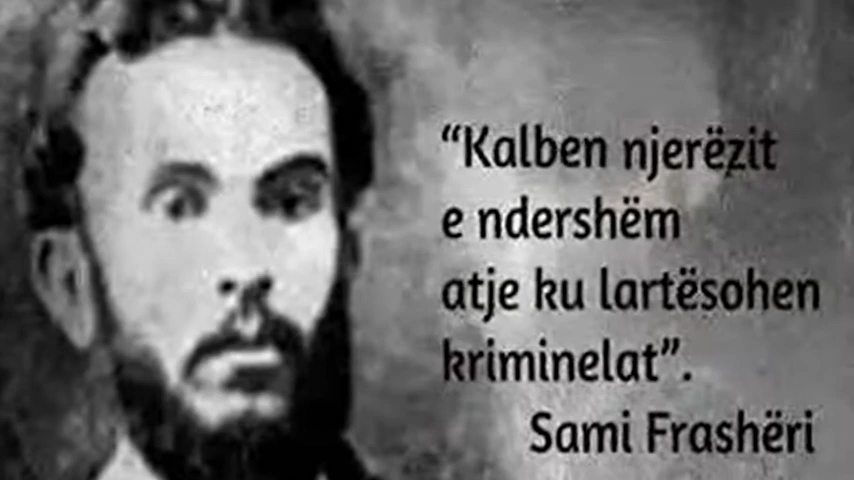 “Kalben njerëzit
e ndershëm
atje ku lartësohen
kriminelat”.
Sami Frashëri